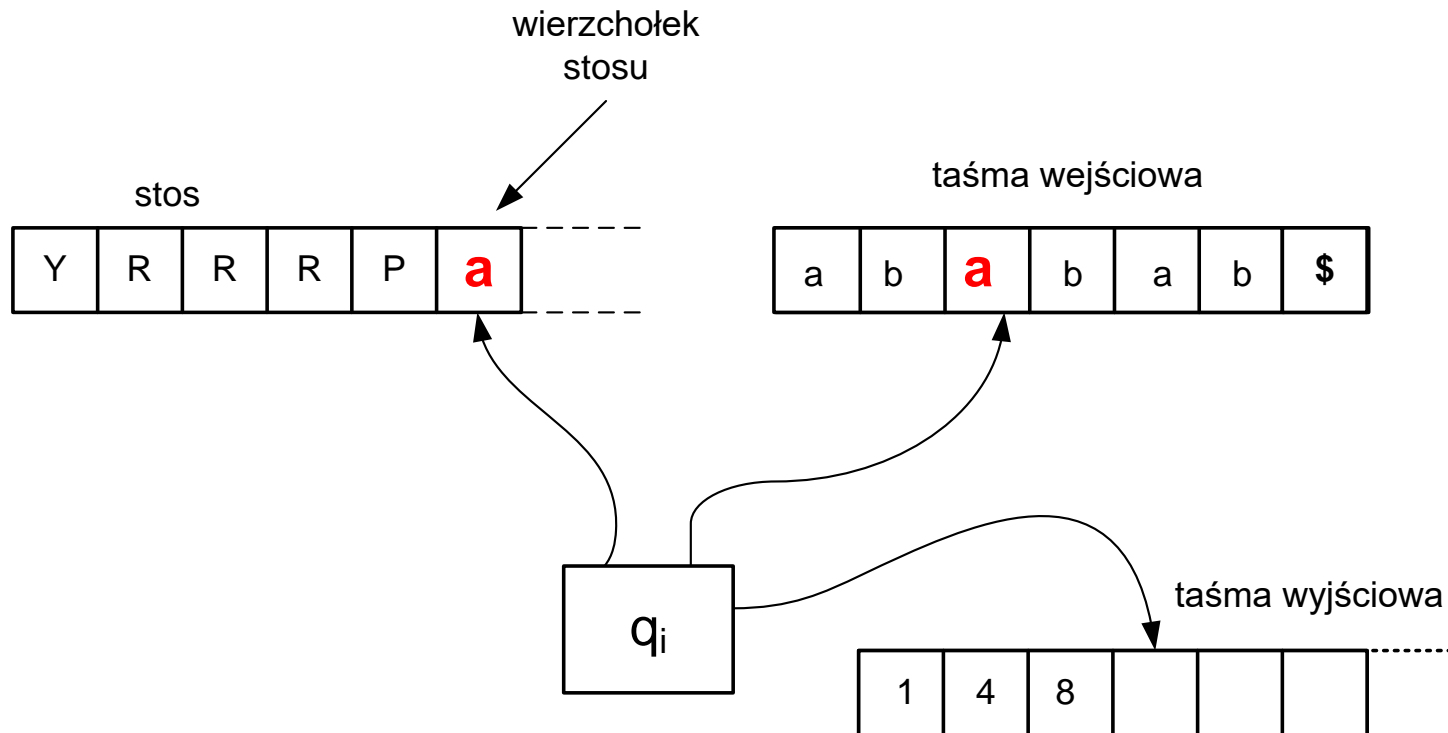 wierzchołek
stosu
stos
taśma wejściowa
Y R R R P a
a b a b a b $
qi
taśma wyjściowa
1 4 8